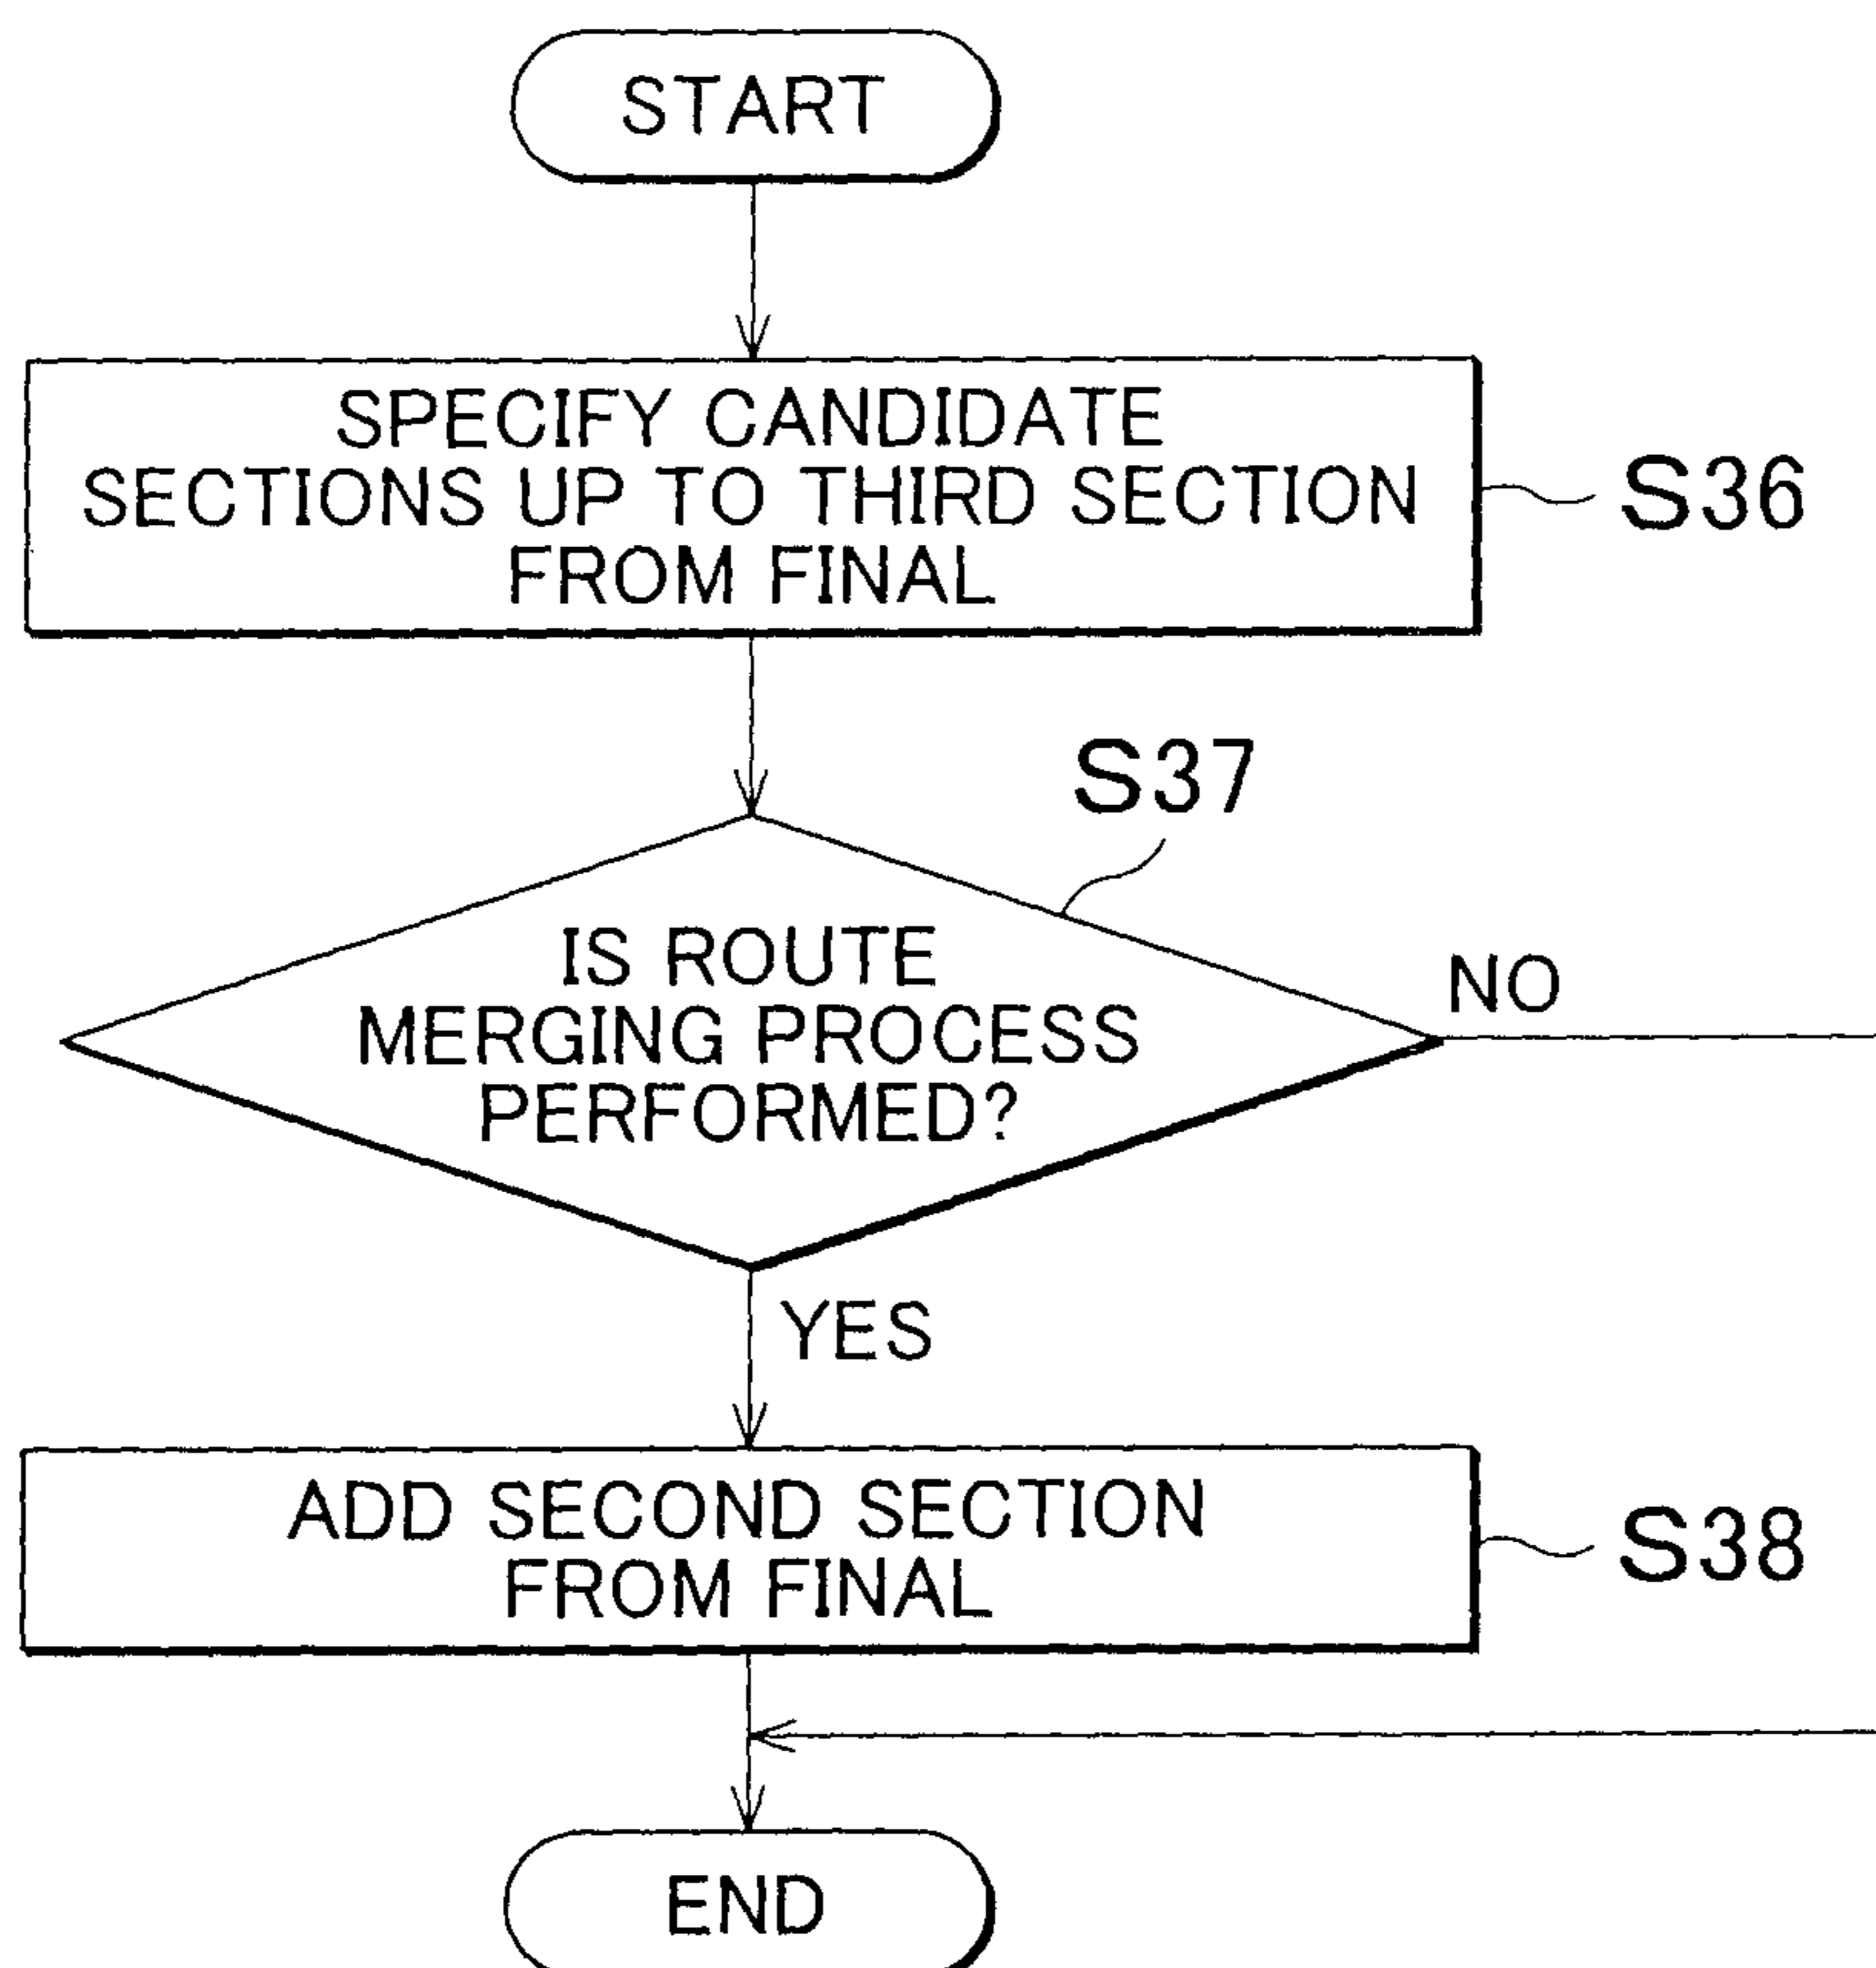 START
SPECIFY CANDIDATE
SECTIONS UP TO THIRD SECTION
FROM FINAL
S36
S37
IS ROUTE
MERGING PROCESS
PERFORMED?
NO
YES
ADD SECOND SECTION
FROM FINAL
S38
END